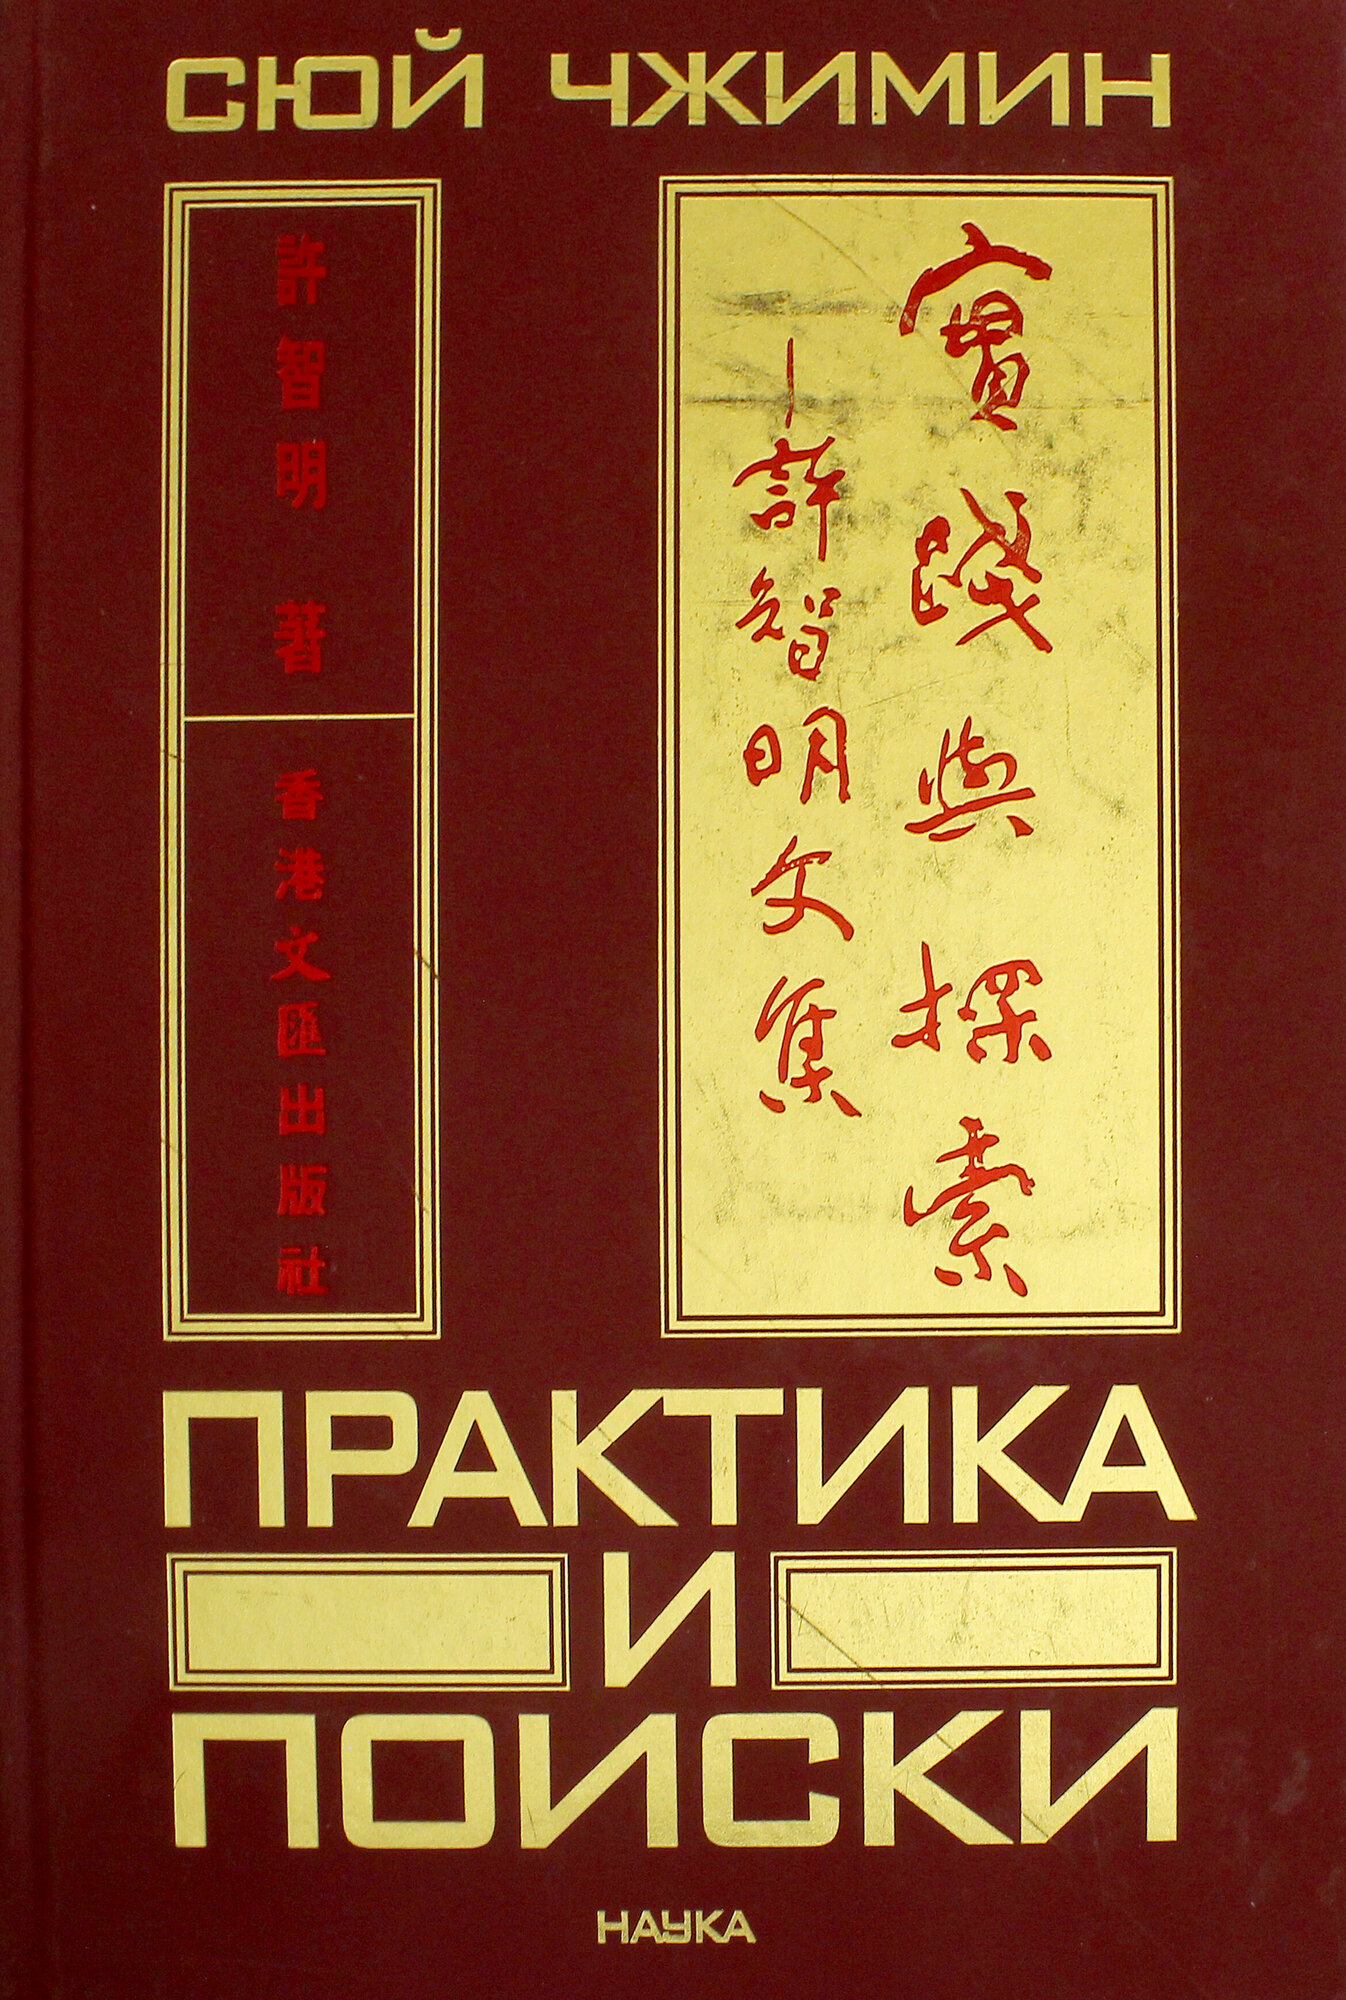 СЮЙ ЧЖИМИН
實踐與探索
—許智明文集
許智明 著
香港文匯出版社
ПРАКТИКА
И
ПОИСКИ
НАУКА